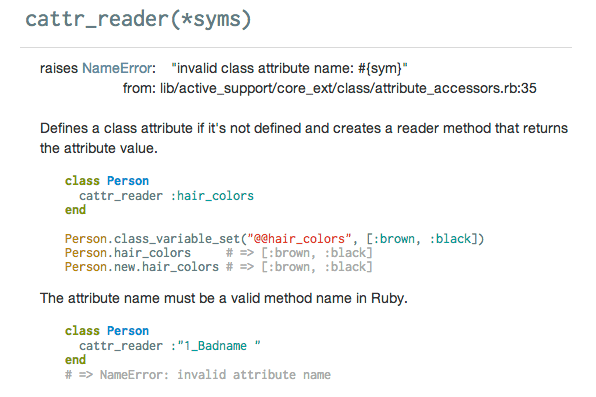 cattr_reader(*syms)
raises NameError: "invalid class attribute name: #{sym}"
from: lib/active_support/core_ext/class/attribute_accessors.rb:35
Defines a class attribute if it's not defined and creates a reader method that returns
the attribute value.
class Person
  cattr_reader :hair_colors
end
Person.class_variable_set("@@hair_colors", [:brown, :black])
Person.hair_colors     # => [:brown, :black]
Person.new.hair_colors # => [:brown, :black]
The attribute name must be a valid method name in Ruby.
class Person
  cattr_reader :"1_Badname "
end
# => NameError: invalid attribute name